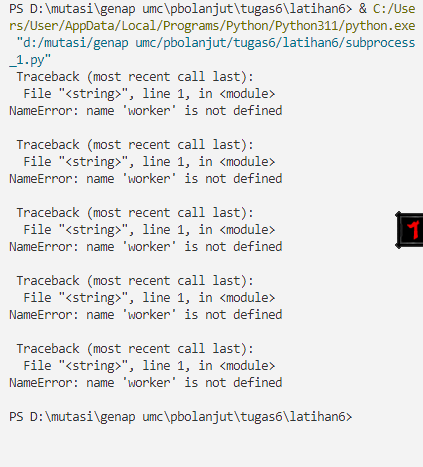 PS D:\mutasi\genap umc\pbolanjut\tugas6\latihan6> & C:/Use
rs/User/AppData/Local/Programs/Python/Python311/python.exe
"d:/mutasi/genap umc/pbolanjut/tugas6/latihan6/subprocess
_1.py"
Traceback (most recent call last):
File "<string>", line 1, in <module>
NameError: name 'worker' is not defined
Traceback (most recent call last):
File "<string>", line 1, in <module>
NameError: name 'worker' is not defined
Traceback (most recent call last):
File "<string>", line 1, in <module>
NameError: name 'worker' is not defined
Traceback (most recent call last):
File "<string>", line 1, in <module>
NameError: name 'worker' is not defined
Traceback (most recent call last):
File "<string>", line 1, in <module>
NameError: name 'worker' is not defined
PS D:\mutasi\genap umc\pbolanjut\tugas6\latihan6>